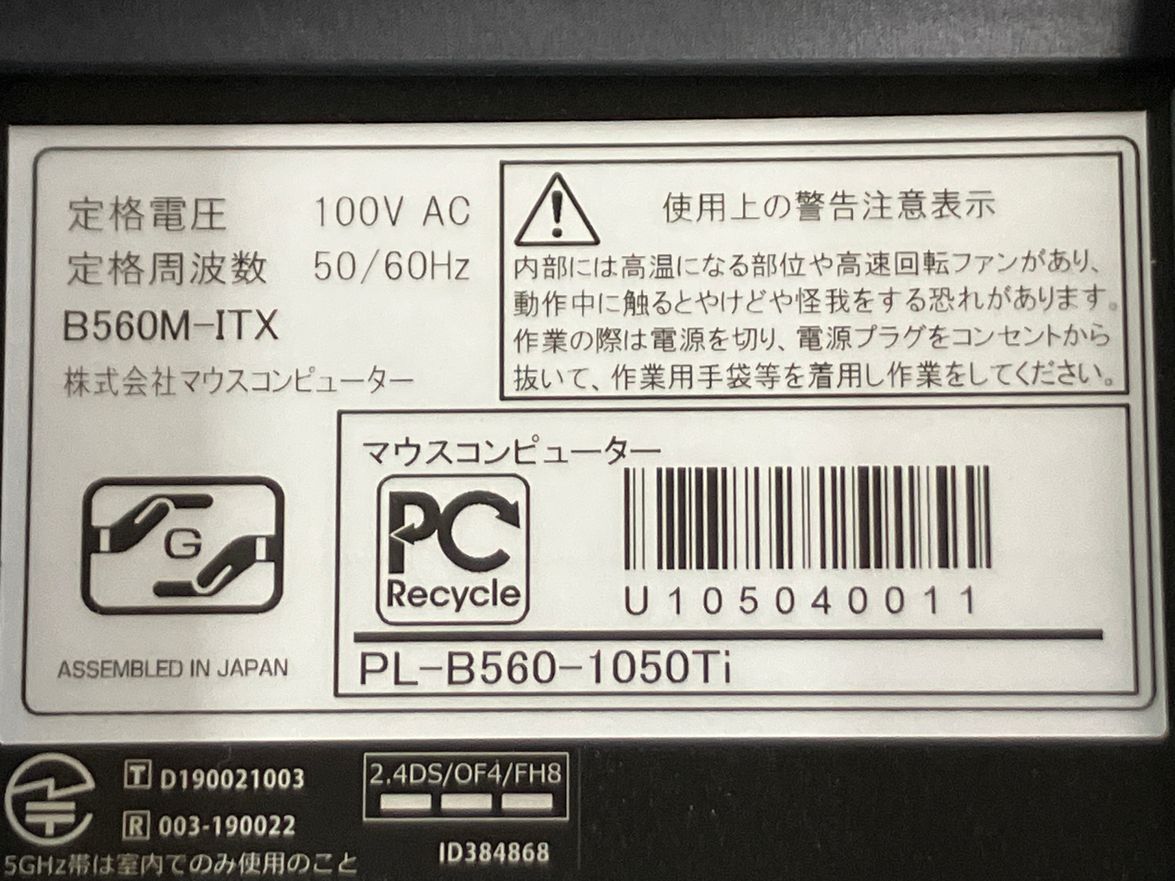 定格電圧 100V AC
定格周波数 50/60Hz
B560M-ITX
株式会社マウスコンピューター
使用上の警告注意表示
内部には高温になる部位や高速回転ファンがあり、
動作中に触るとやけどや怪我をする恐れがあります。
作業の際は電源を切り、電源プラグをコンセントから
抜いて、作業用手袋等を着用し作業をしてください。
G
ASSEMBLED IN JAPAN
マウスコンピューター
PC
Recycle
U105040011
PL-B560-1050Ti
T D190021003
R 003-190022
5GHz帯は室内でのみ使用のこと
2.4DS/OF4/FH8
ID384868